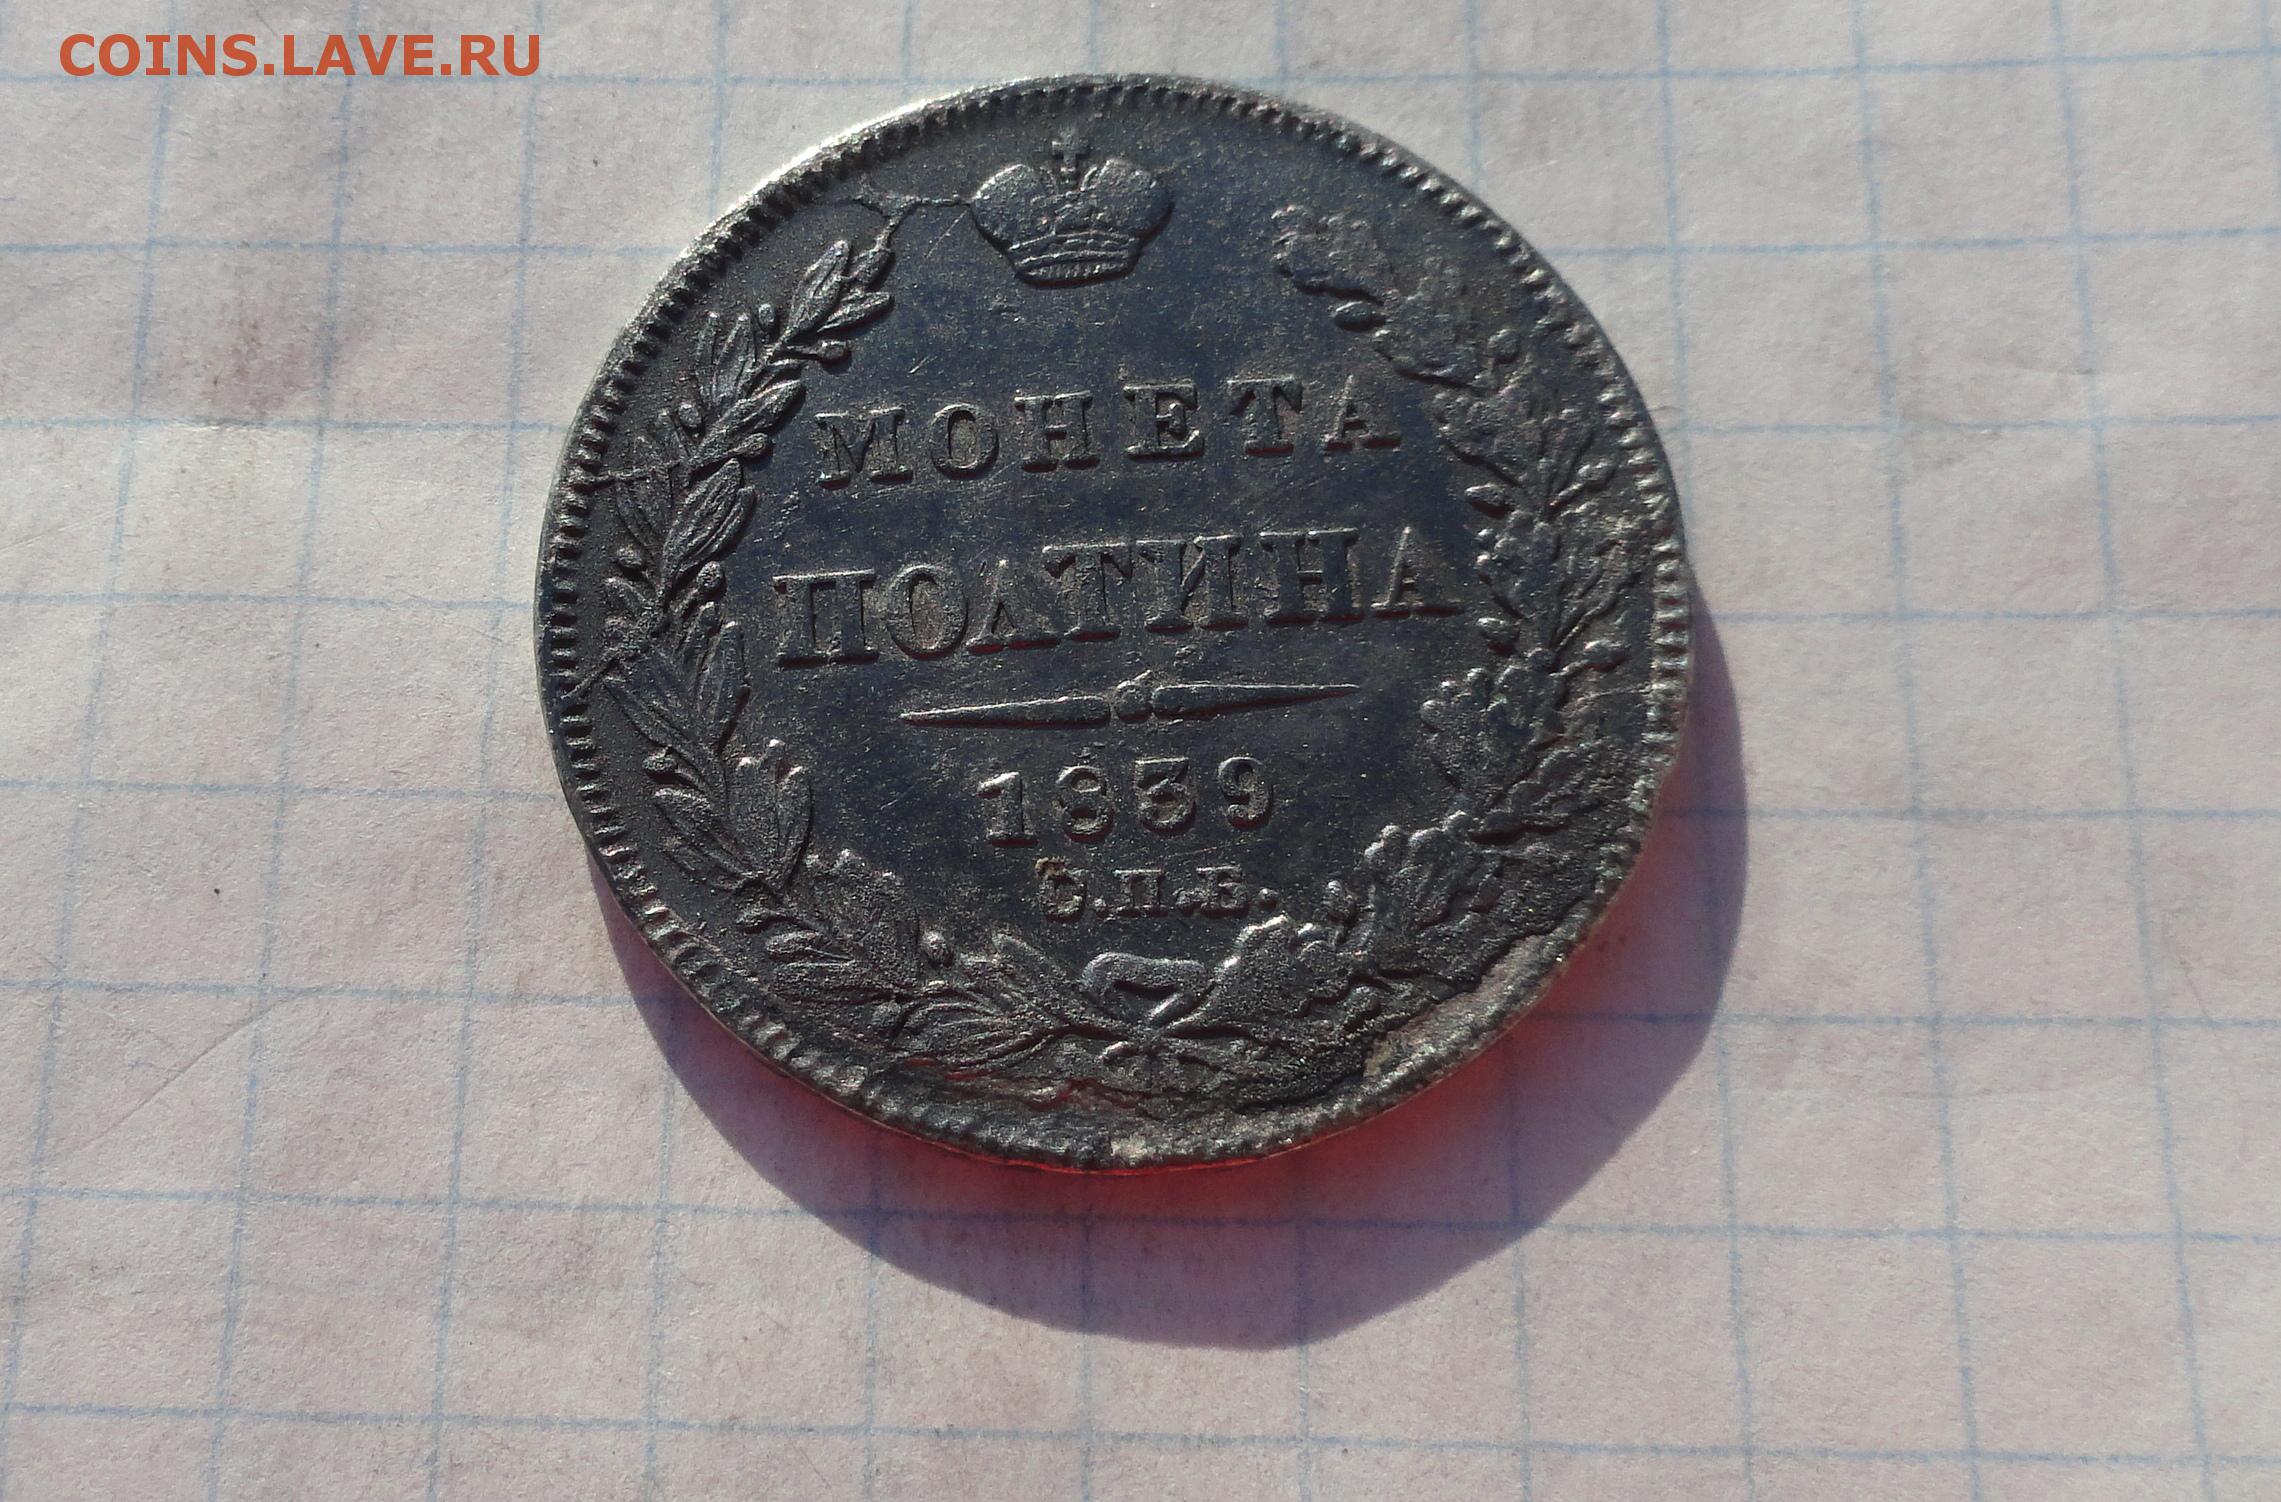 COINS.LAVE.RU
МОНЕТА
ПОЛТИНА
1839
С.П.Б.